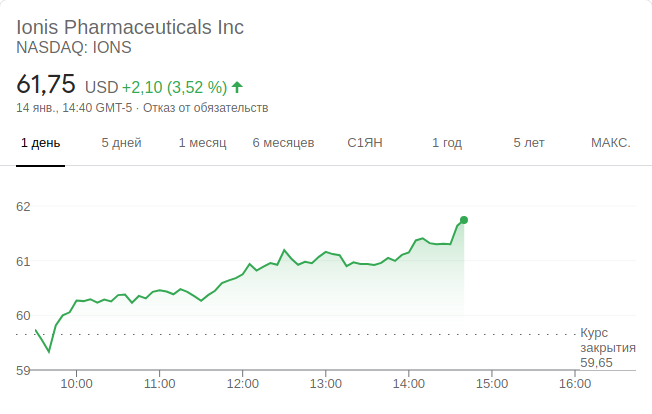 Ionis Pharmaceuticals Inc
NASDAQ: IONS
61,75 USD +2,10 (3,52 %)
14 янв., 14:40 GMT-5 · Отказ от обязательств
1 день 5 дней 1 месяц 6 месяцев С1ЯН 1 год 5 лет МАКС.
62
61
60
59
Курс
закрытия
59,65
10:00 11:00 12:00 13:00 14:00 15:00 16:00